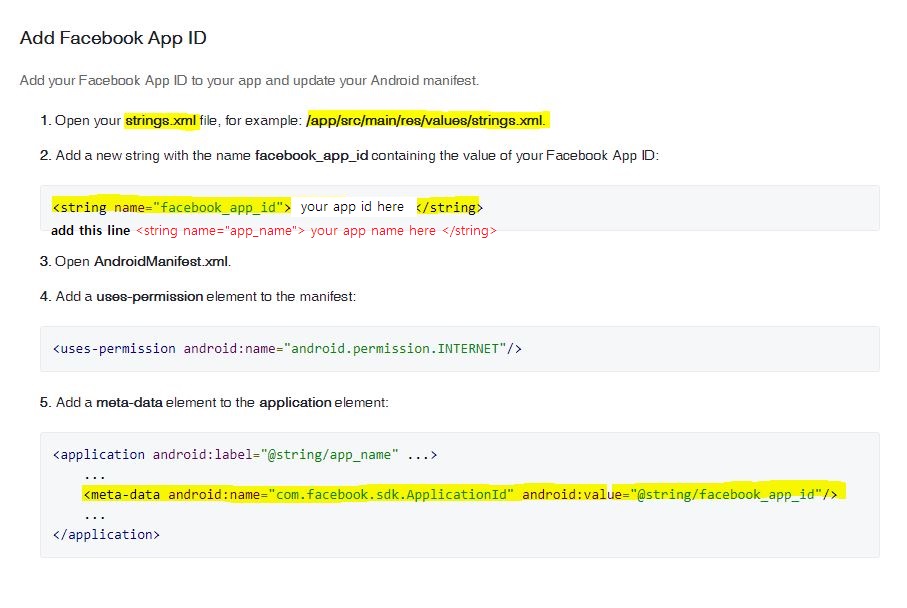 Add Facebook App ID
Add your Facebook App ID to your app and update your Android manifest.
1. Open your strings.xml file, for example: /app/src/main/res/values/strings.xml.
2. Add a new string with the name facebook_app_id containing the value of your Facebook App ID:
<string name="facebook_app_id"> your app id here </string>
add this line <string name="app_name"> your app name here </string>
3. Open AndroidManifest.xml.
4. Add a uses-permission element to the manifest:
<uses-permission android:name="android.permission.INTERNET"/>
5. Add a meta-data element to the application element:
<application android:label="@string/app_name" ...>
...
<meta-data android:name="com.facebook.sdk.ApplicationId" android:value="@string/facebook_app_id"/>
...
</application>